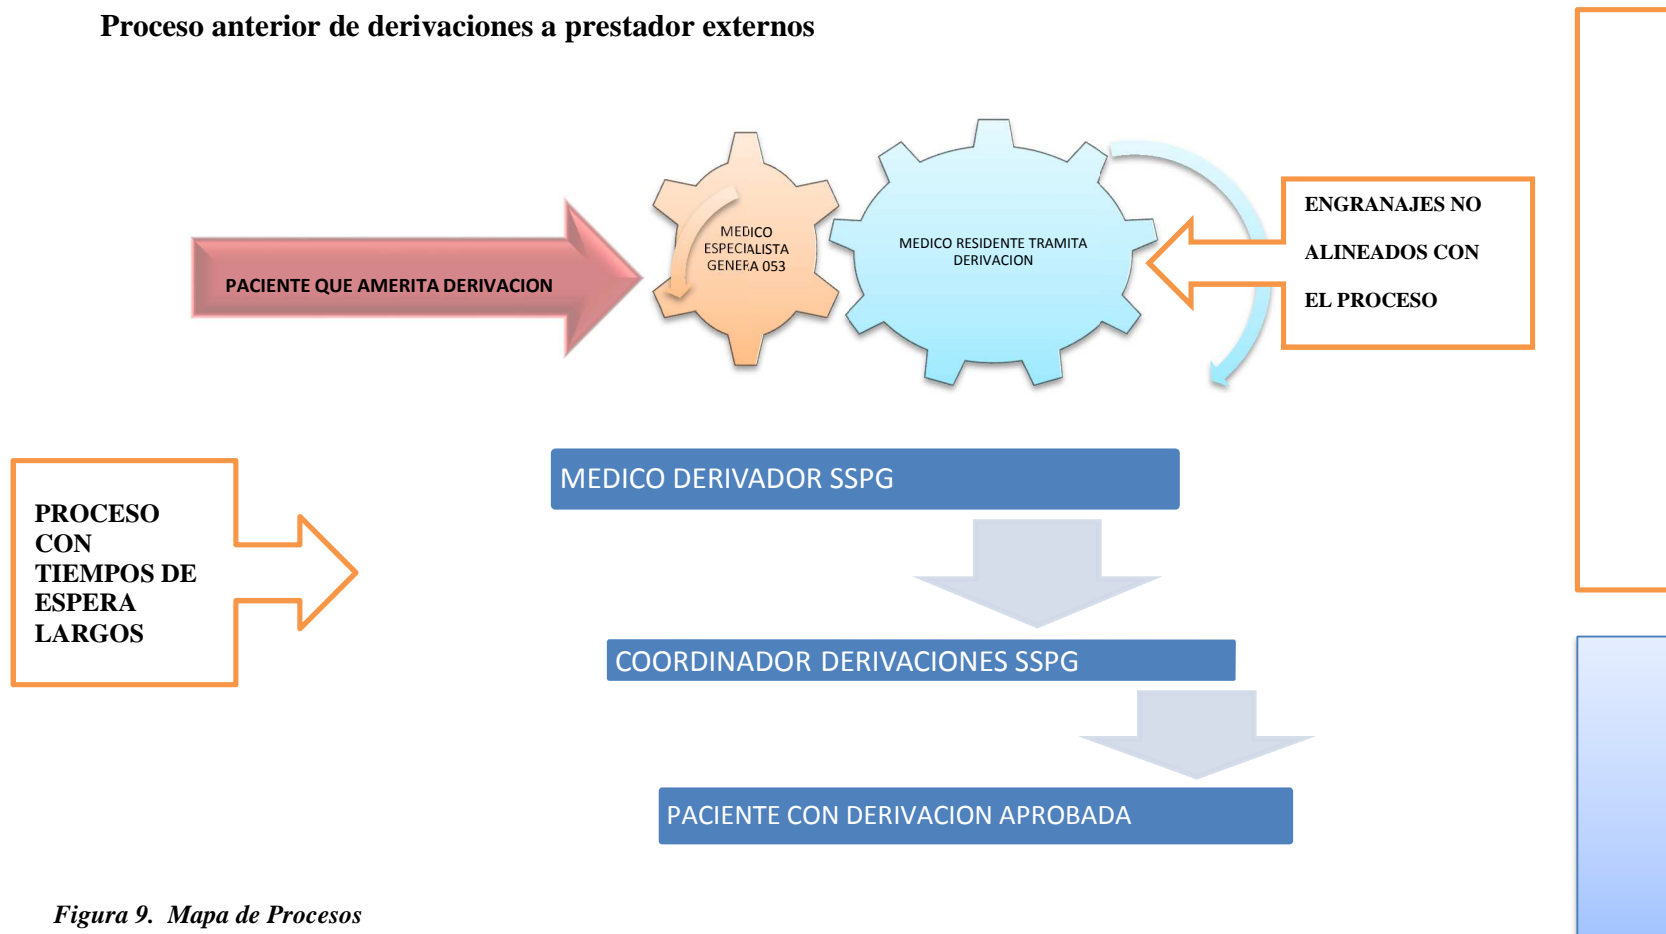 Proceso anterior de derivaciones a prestador externos
PACIENTE QUE AMERITA DERIVACION
MEDICO
ESPECIALISTA
GENERA 053
MEDICO RESIDENTE TRAMITA
DERIVACION
ENGRANAJES NO
ALINEADOS CON
EL PROCESO
PROCESO
CON
TIEMPOS DE
ESPERA
LARGOS
MEDICO DERIVADOR SSPG
COORDINADOR DERIVACIONES SSPG
PACIENTE CON DERIVACION APROBADA
Figura 9. Mapa de Procesos